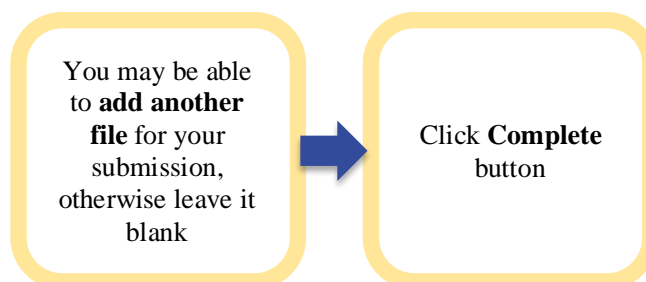 You may be able
to add another
file for your
submission,
otherwise leave it
blank
Click Complete
button